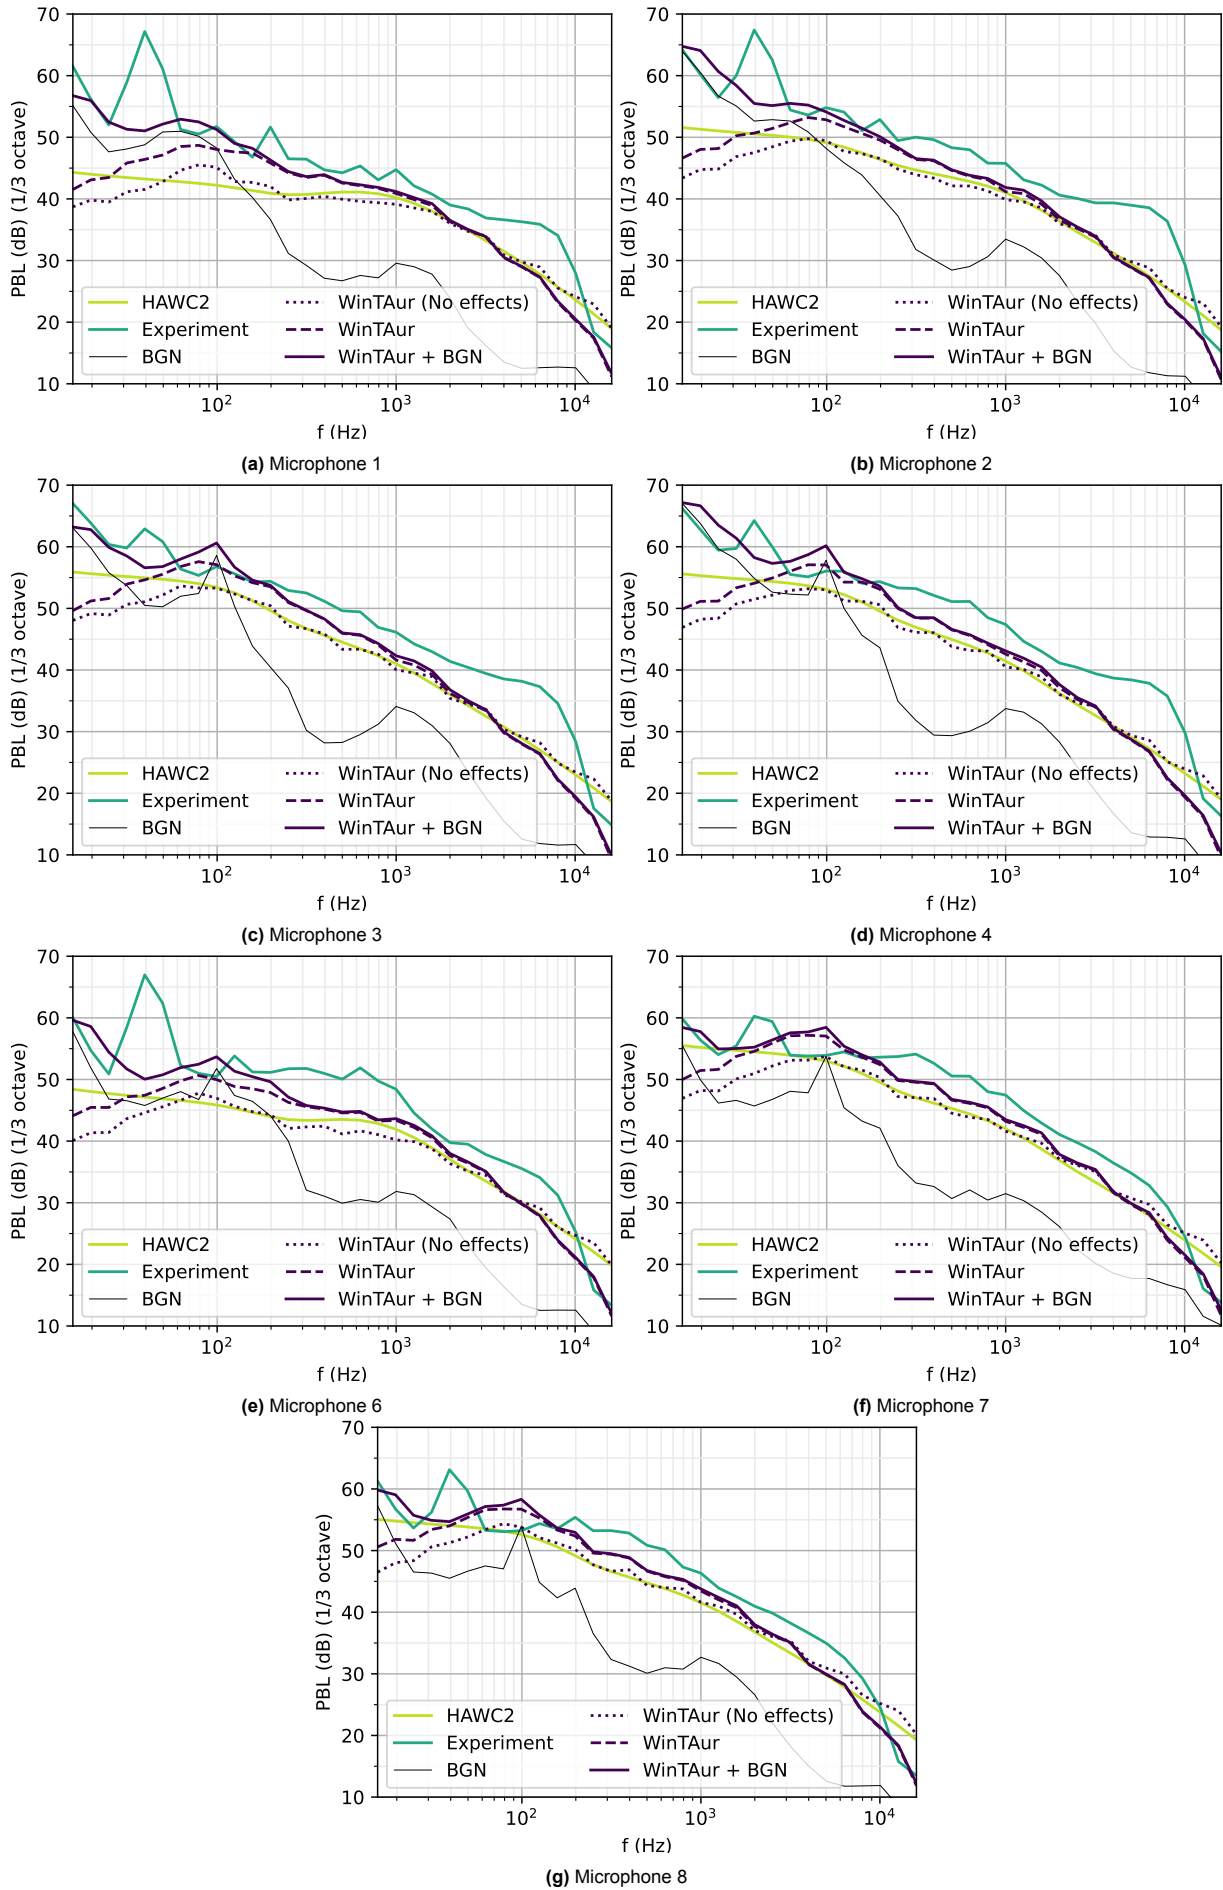 70
60
50
40
30
20
10
PBL (dB) (1/3 octave)
HAWC2
Experiment
BGN
WinTAur (No effects)
WinTAur
WinTAur + BGN
10² 10³ 10⁴
f (Hz)
(a) Microphone 1
70
60
50
40
30
20
10
PBL (dB) (1/3 octave)
HAWC2
Experiment
BGN
WinTAur (No effects)
WinTAur
WinTAur + BGN
10² 10³ 10⁴
f (Hz)
(b) Microphone 2
70
60
50
40
30
20
10
PBL (dB) (1/3 octave)
HAWC2
Experiment
BGN
WinTAur (No effects)
WinTAur
WinTAur + BGN
10² 10³ 10⁴
f (Hz)
(c) Microphone 3
70
60
50
40
30
20
10
PBL (dB) (1/3 octave)
HAWC2
Experiment
BGN
WinTAur (No effects)
WinTAur
WinTAur + BGN
10² 10³ 10⁴
f (Hz)
(d) Microphone 4
70
60
50
40
30
20
10
PBL (dB) (1/3 octave)
HAWC2
Experiment
BGN
WinTAur (No effects)
WinTAur
WinTAur + BGN
10² 10³ 10⁴
f (Hz)
(e) Microphone 6
70
60
50
40
30
20
10
PBL (dB) (1/3 octave)
HAWC2
Experiment
BGN
WinTAur (No effects)
WinTAur
WinTAur + BGN
10² 10³ 10⁴
f (Hz)
(f) Microphone 7
70
60
50
40
30
20
10
PBL (dB) (1/3 octave)
HAWC2
Experiment
BGN
WinTAur (No effects)
WinTAur
WinTAur + BGN
10² 10³ 10⁴
f (Hz)
(g) Microphone 8